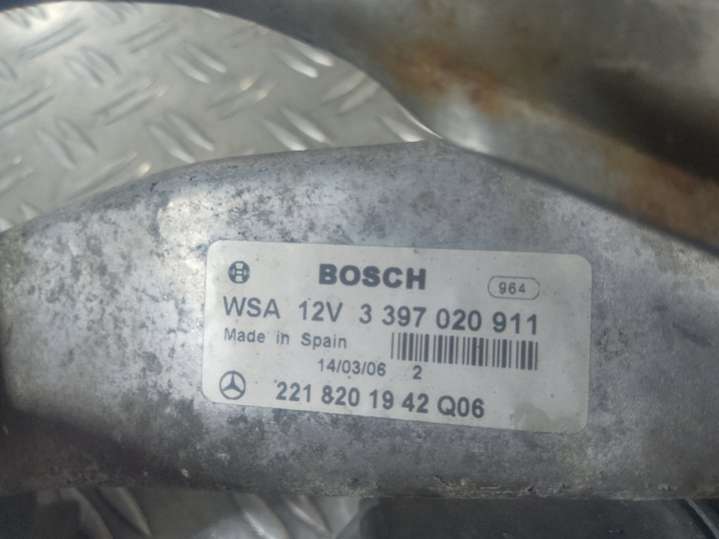 BOSCH 964
WSA 12V 3 397 020 911
Made in Spain
14/03/06 2
221 820 19 42 Q06